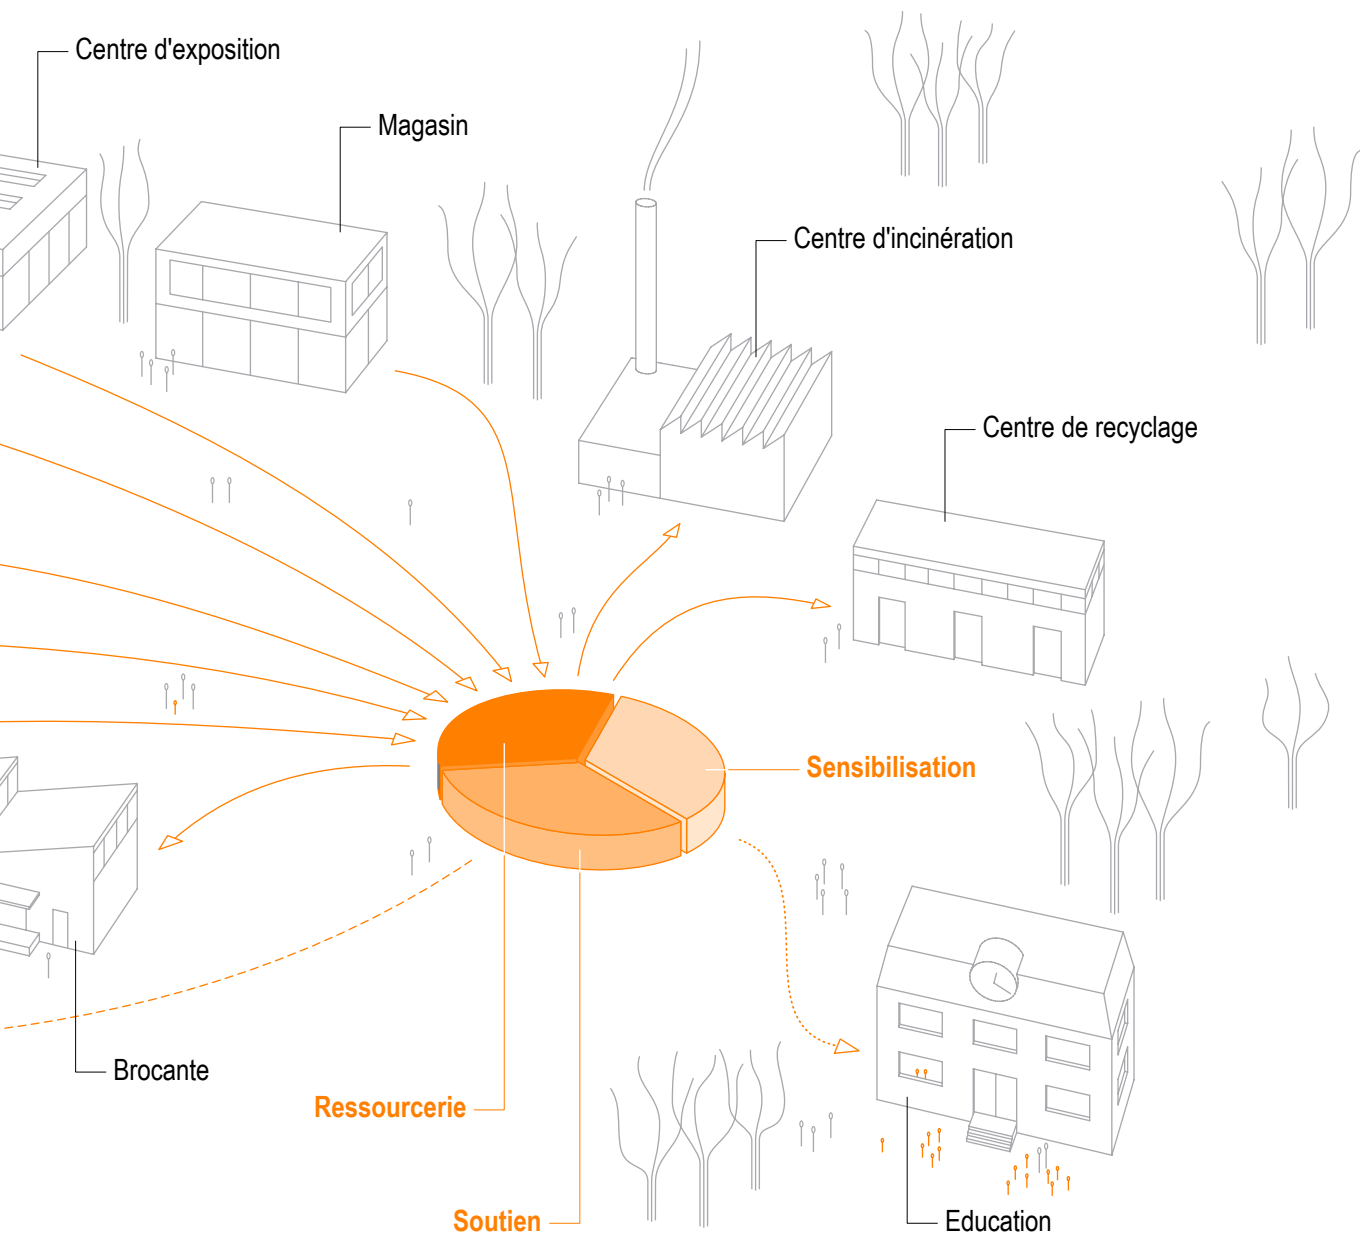 Centre d'exposition
Magasin
Centre d'incinération
Centre de recyclage
Sensibilisation
Brocante
Ressourcerie
Soutien
Education